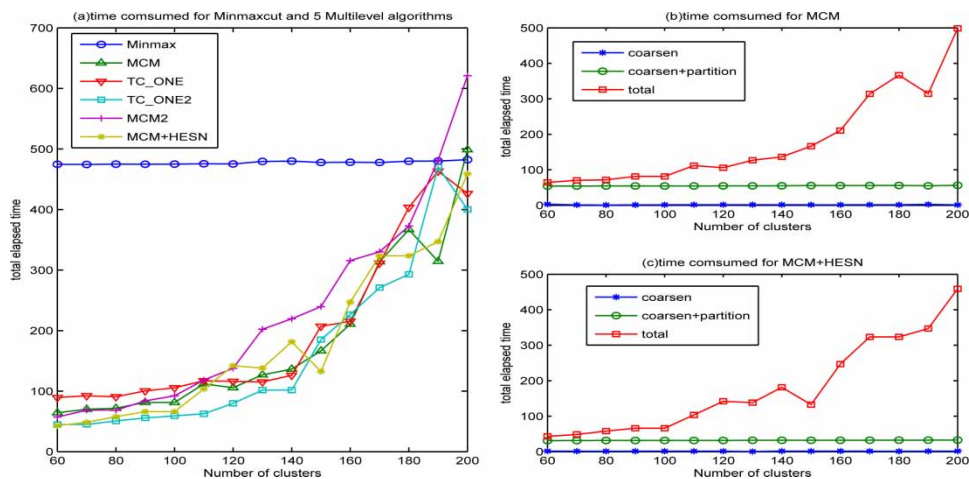 (a)time comsumed for Minmaxcut and 5 Multilevel algorithms
700
600
500
400
300
200
100
0
total elapsed time
Minmax
MCM
TC_ONE
TC_ONE2
MCM2
MCM+HESN
60 80 100 120 140 160 180 200
Number of clusters
(b)time comsumed for MCM
500
400
300
200
100
0
total elapsed time
coarsen
coarsen+partition
total
60 80 100 120 140 160 180 200
Number of clusters
(c)time comsumed for MCM+HESN
500
400
300
200
100
0
total elapsed time
coarsen
coarsen+partition
total
60 80 100 120 140 160 180 200
Number of clusters